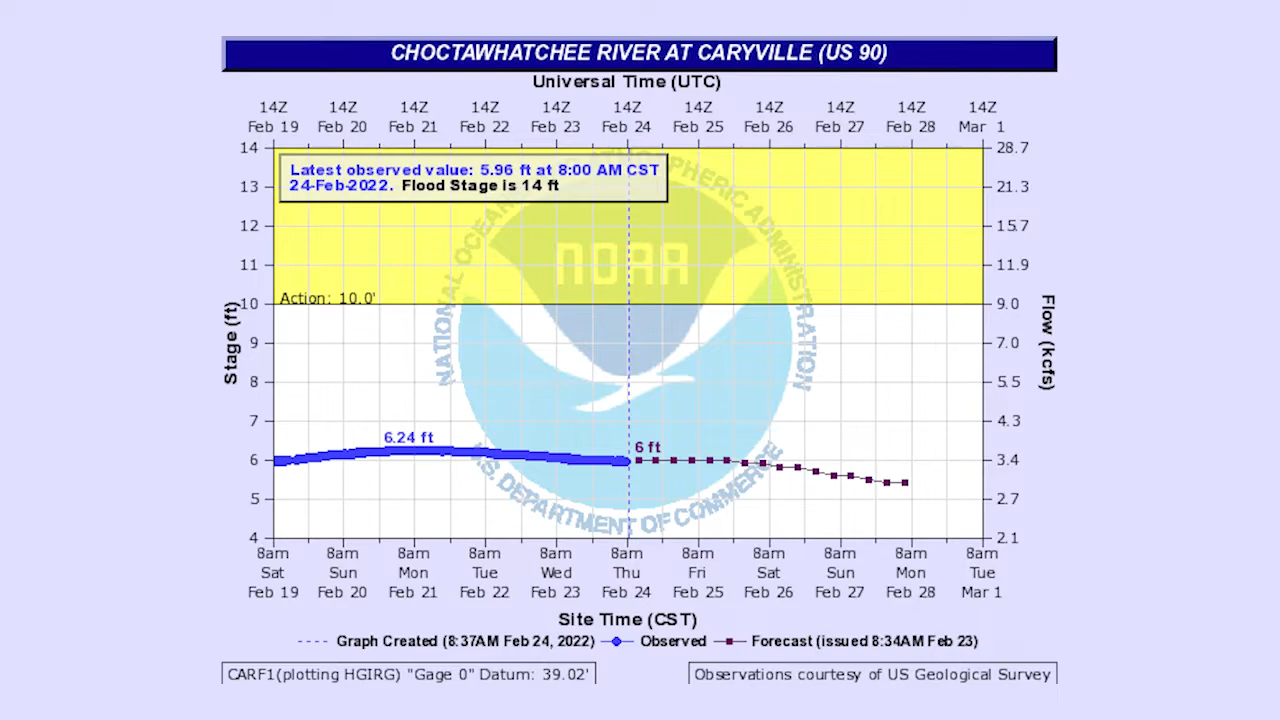 CHOCTAWHATCHEE RIVER AT CARYVILLE (US 90)
Universal Time (UTC)
14Z 14Z 14Z 14Z 14Z 14Z 14Z 14Z 14Z 14Z 14Z
Feb 19 Feb 20 Feb 21 Feb 22 Feb 23 Feb 24 Feb 25 Feb 26 Feb 27 Feb 28 Mar 1
14 28.7
Latest observed value: 5.96 ft at 8:00 AM CST
24-Feb-2022. Flood Stage is 14 ft
13 21.3
12 15.7
11 11.9
NOAA
NATIONAL OCEANIC AND ATMOSPHERIC ADMINISTRATION
Action: 10.0'
10 9.0
Stage (ft)
Flow (kcfs)
9 7.0
8 5.5
7 4.3
6.24 ft
6 ft
6 3.4
5 2.7
U.S. DEPARTMENT OF COMMERCE
4 2.1
8am 8am 8am 8am 8am 8am 8am 8am 8am 8am 8am
Sat Sun Mon Tue Wed Thu Fri Sat Sun Mon Tue
Feb 19 Feb 20 Feb 21 Feb 22 Feb 23 Feb 24 Feb 25 Feb 26 Feb 27 Feb 28 Mar 1
Site Time (CST)
Graph Created (8:37AM Feb 24, 2022) Observed Forecast (issued 8:34AM Feb 23)
CARF1(plotting HGIRG) "Gage 0" Datum: 39.02'
Observations courtesy of US Geological Survey